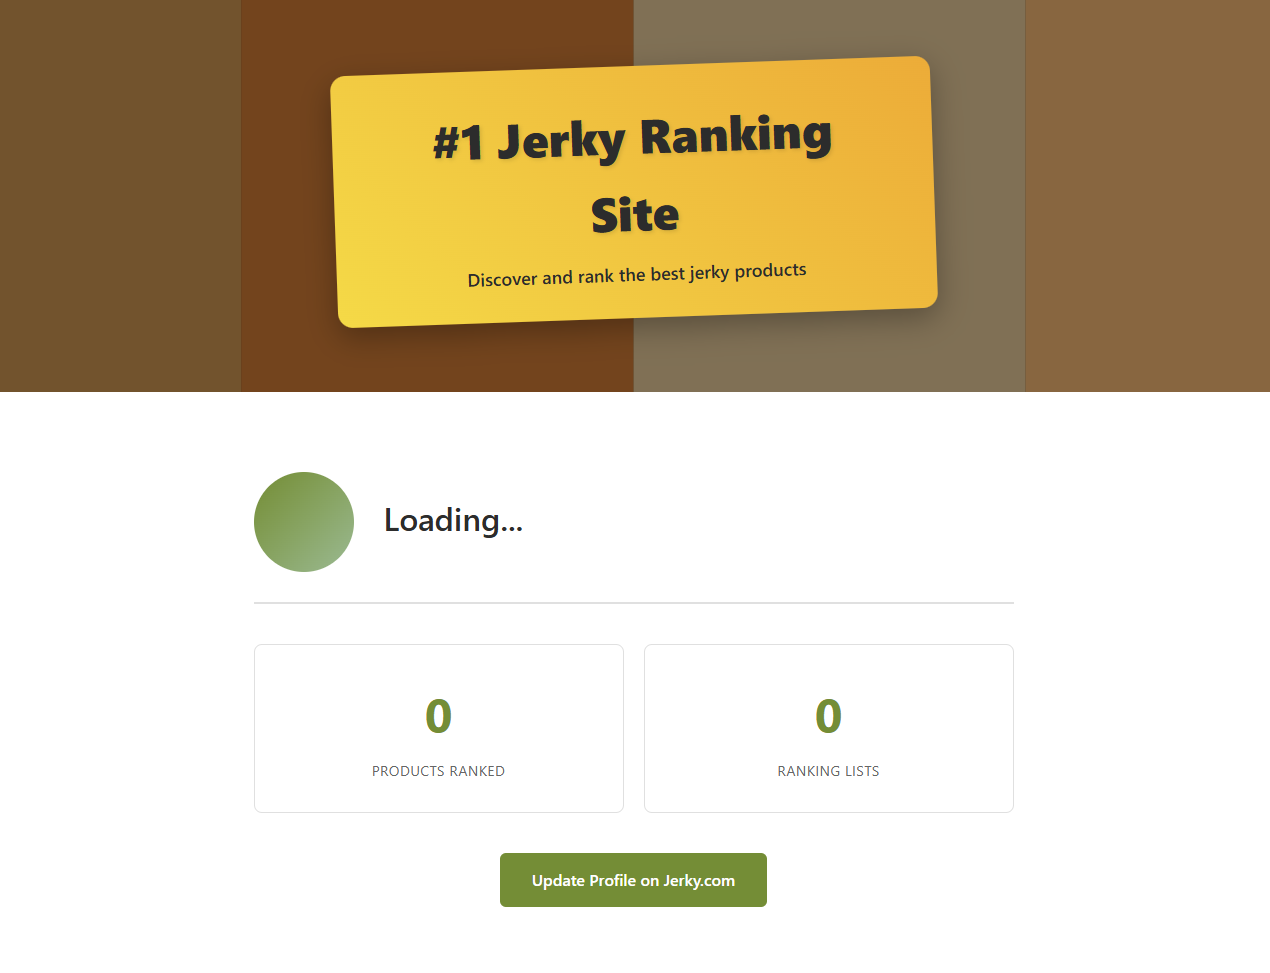 #1 Jerky Ranking
Site
Discover and rank the best jerky products
Loading...
0
PRODUCTS RANKED
0
RANKING LISTS
Update Profile on Jerky.com